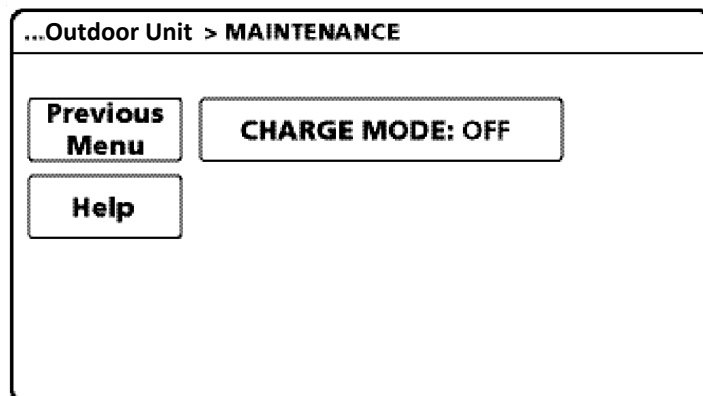 ...Outdoor Unit > MAINTENANCE
Previous
Menu
CHARGE MODE: OFF
Help